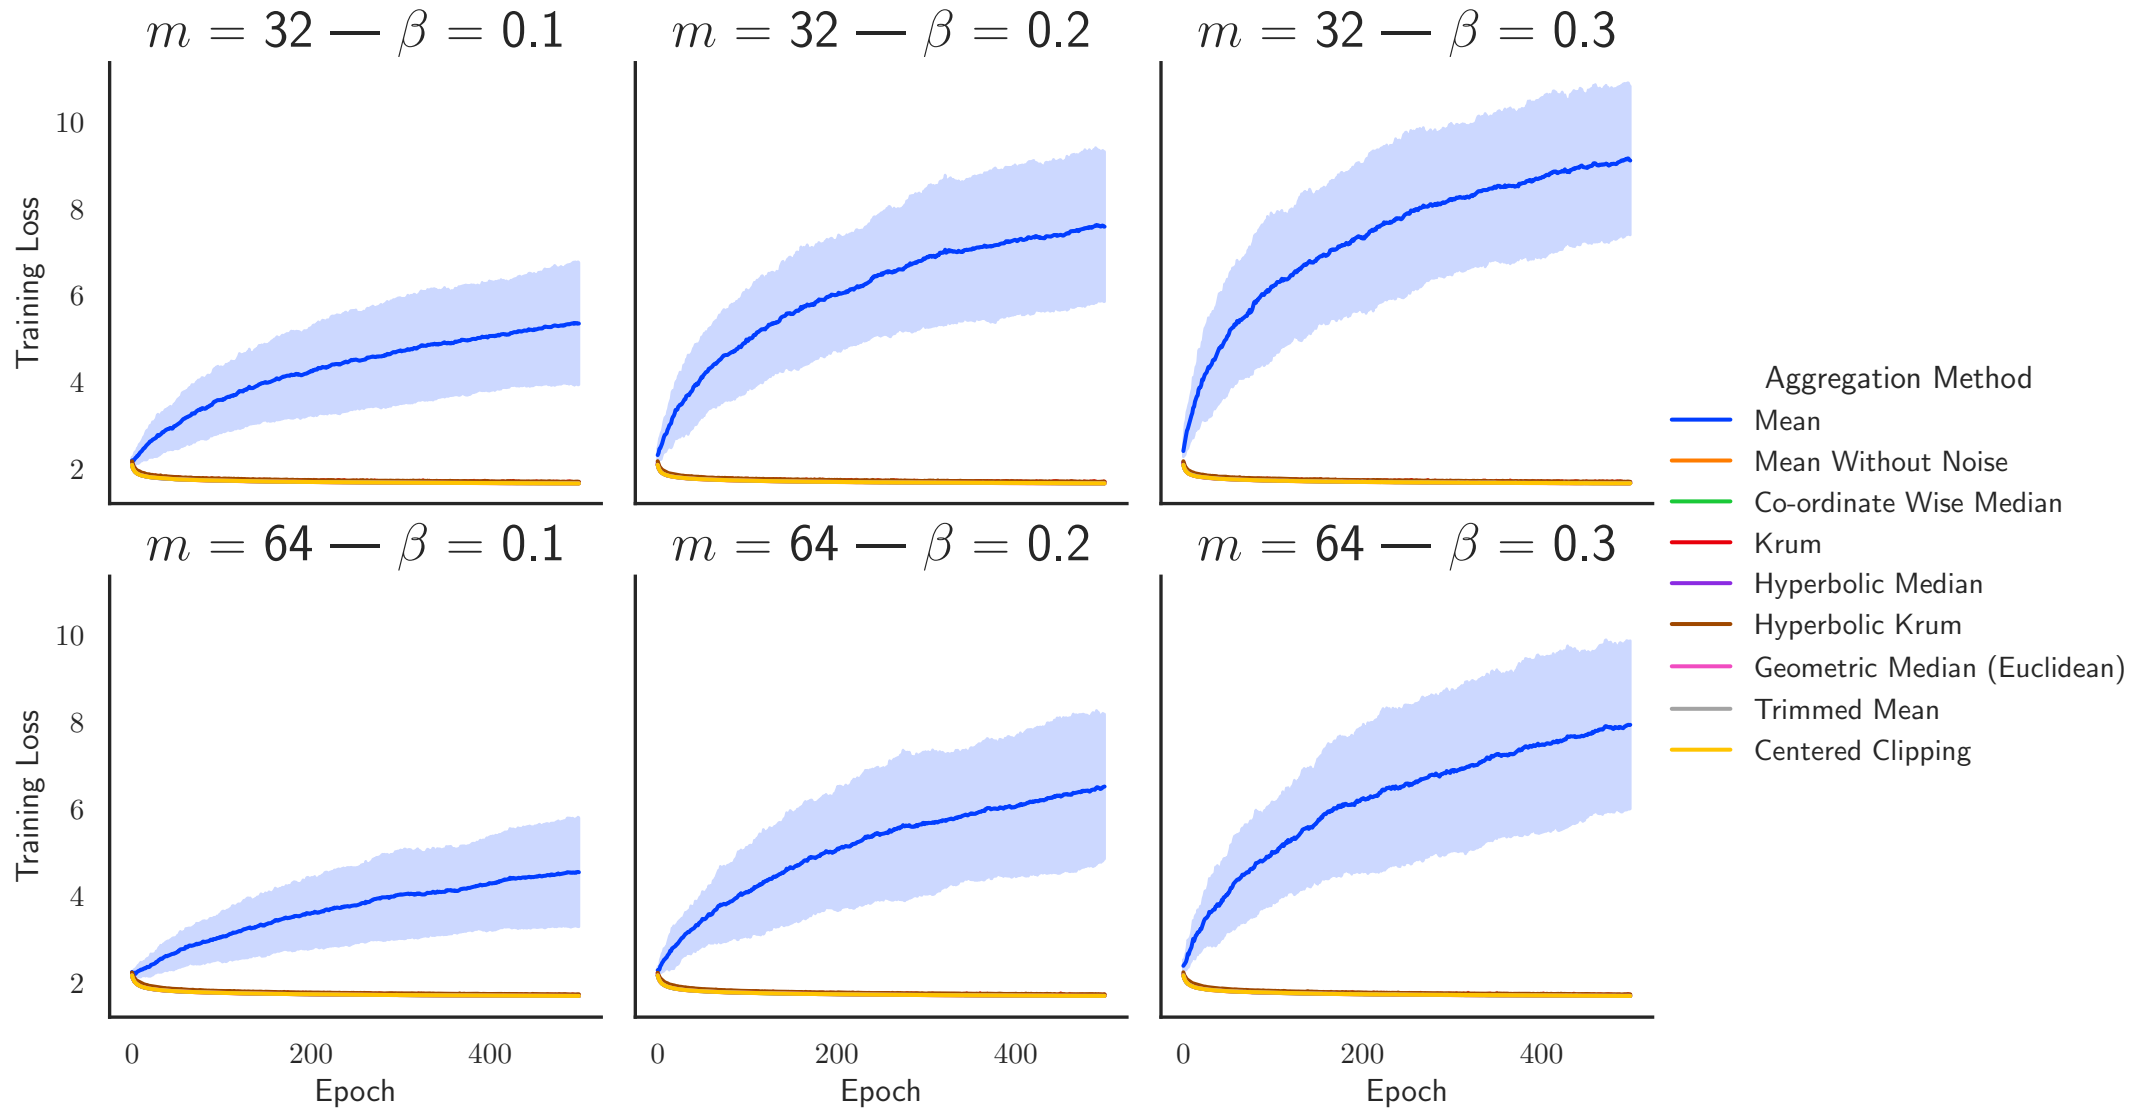 m = 32 — β = 0.1
m = 32 — β = 0.2
m = 32 — β = 0.3
10
8
6
4
2
Training Loss
m = 64 — β = 0.1
m = 64 — β = 0.2
m = 64 — β = 0.3
10
8
6
4
2
Training Loss
0 200 400
0 200 400
0 200 400
Epoch
Epoch
Epoch
Aggregation Method
Mean
Mean Without Noise
Co-ordinate Wise Median
Krum
Hyperbolic Median
Hyperbolic Krum
Geometric Median (Euclidean)
Trimmed Mean
Centered Clipping